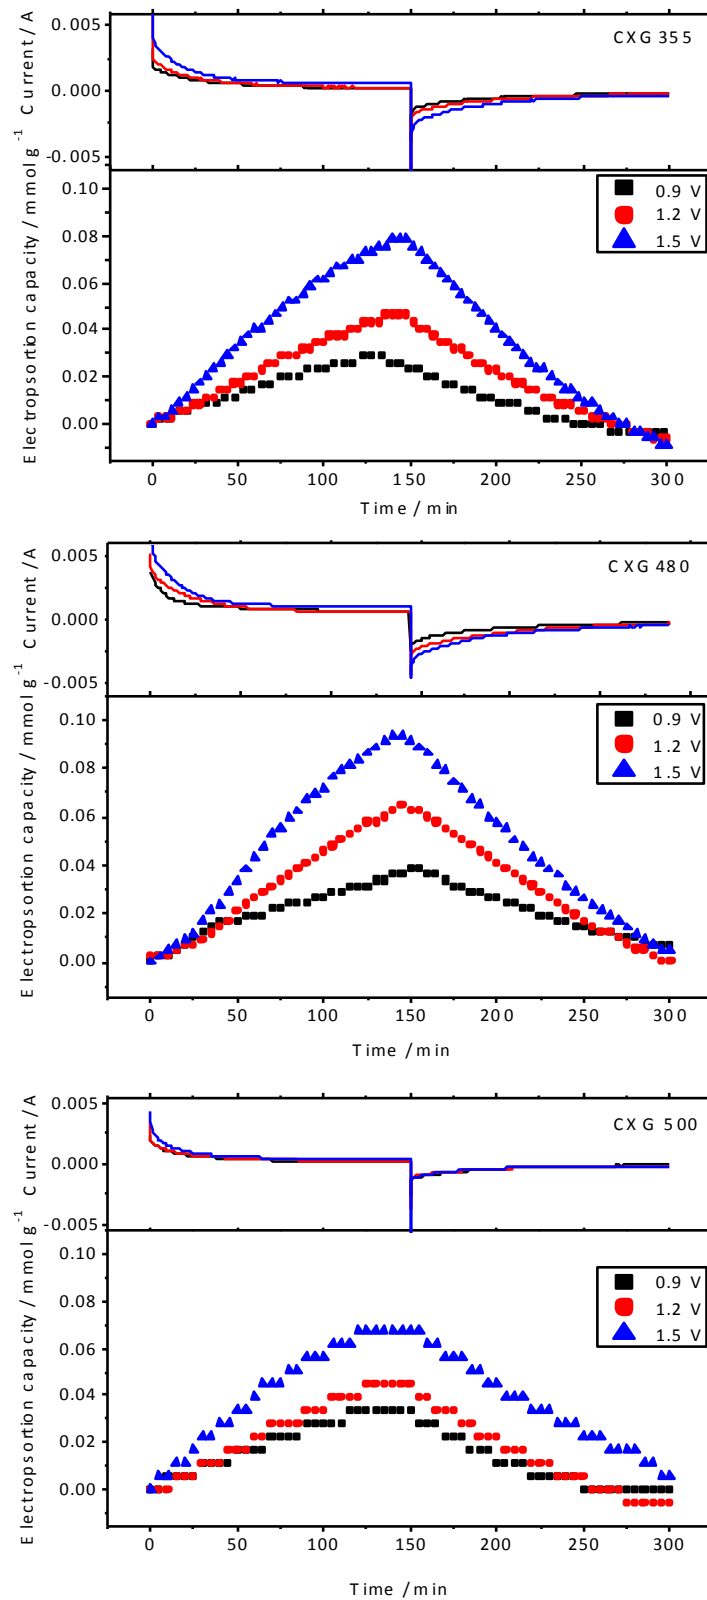 0.005
CXG 355
0.000
-0.005
Current / A
0.10
0.9 V
1.2 V
1.5 V
0.08
0.06
0.04
0.02
0.00
Electropsortion capacity / mmol g-1
0 50 100 150 200 250 300
Time / min
0.005
CXG 480
0.000
-0.005
Current / A
0.10
0.9 V
1.2 V
1.5 V
0.08
0.06
0.04
0.02
0.00
Electropsortion capacity / mmol g-1
0 50 100 150 200 250 300
Time / min
0.005
CXG 500
0.000
-0.005
Current / A
0.10
0.9 V
1.2 V
1.5 V
0.08
0.06
0.04
0.02
0.00
Electropsortion capacity / mmol g-1
0 50 100 150 200 250 300
Time / min